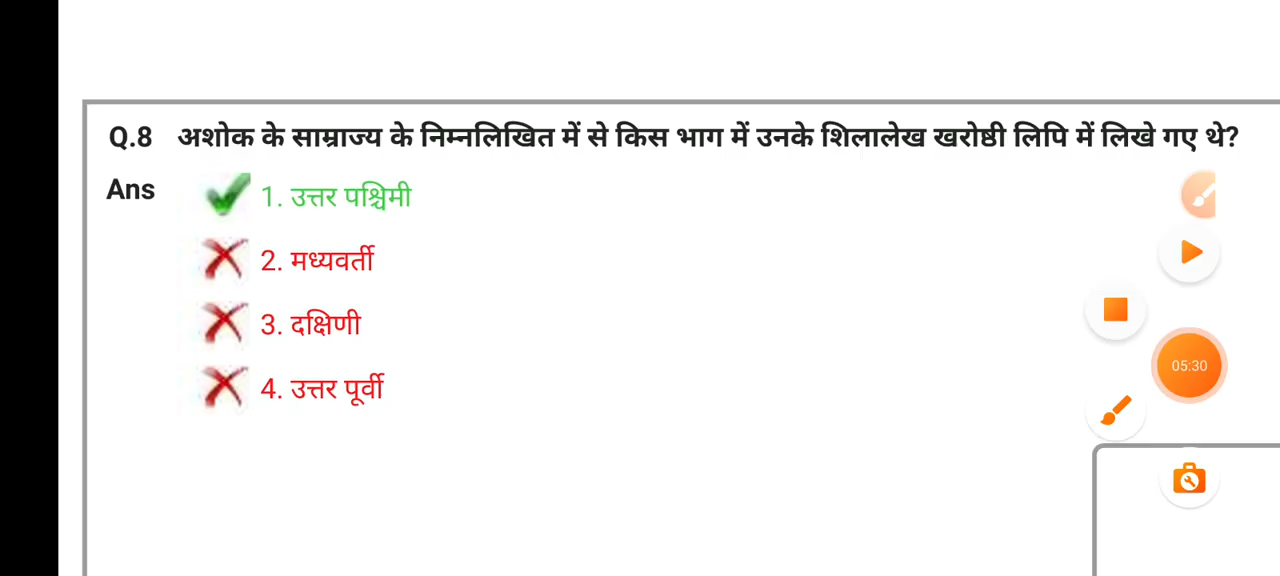 Q.8 अशोक के साम्राज्य के निम्नलिखित में से किस भाग में उनके शिलालेख खरोष्ठी लिपि में लिखे गए थे?
Ans 1. उत्तर पश्चिमी
2. मध्यवर्ती
3. दक्षिणी
4. उत्तर पूर्वी
05:30